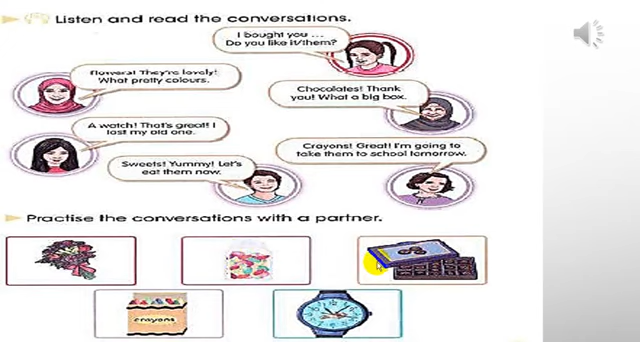 Listen and read the conversations.
I bought you ...
Do you like it/them?
Flowers! They're lovely!
What pretty colours.
Chocolates! Thank
you! What a big box.
A watch! That's great! I
lost my old one.
Crayons! Great! I'm going to
take them to school tomorrow.
Sweets! Yummy! Let's
eat them now.
Practise the conversations with a partner.
crayons